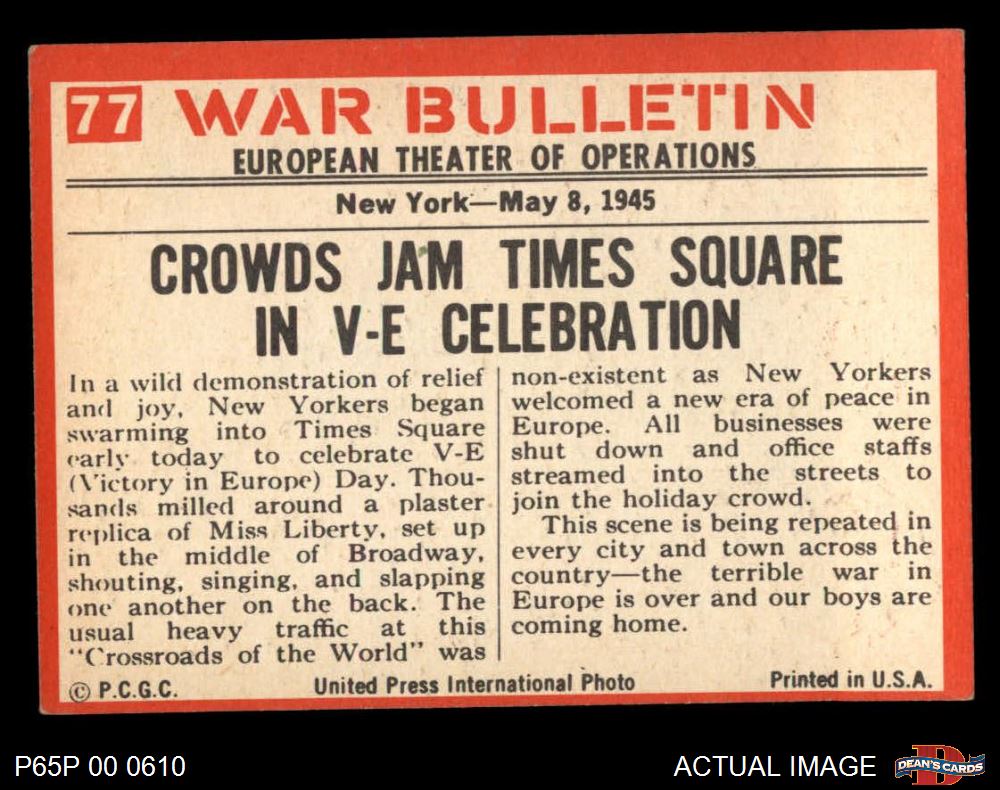 77 WAR BULLETIN
EUROPEAN THEATER OF OPERATIONS
New York—May 8, 1945
CROWDS JAM TIMES SQUARE
IN V-E CELEBRATION
In a wild demonstration of relief
and joy, New Yorkers began
swarming into Times Square
early today to celebrate V-E
(Victory in Europe) Day. Thou-
sands milled around a plaster
replica of Miss Liberty, set up
in the middle of Broadway,
shouting, singing, and slapping
one another on the back. The
usual heavy traffic at this
"Crossroads of the World" was
non-existent as New Yorkers
welcomed a new era of peace in
Europe. All businesses were
shut down and office staffs
streamed into the streets to
join the holiday crowd.
This scene is being repeated in
every city and town across the
country—the terrible war in
Europe is over and our boys are
coming home.
© P.C.G.C.
United Press International Photo
Printed in U.S.A.
P65P 00 0610
ACTUAL IMAGE
D
DEAN'S CARDS